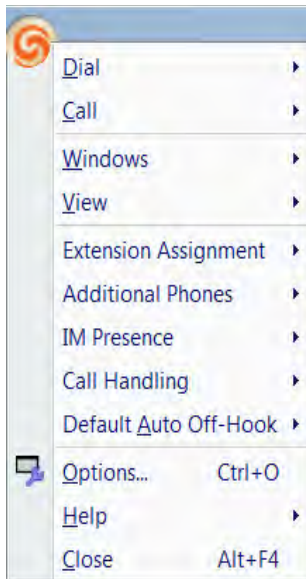 Dial
Call
Windows
View
Extension Assignment
Additional Phones
IM Presence
Call Handling
Default Auto Off-Hook
Options... Ctrl+O
Help
Close Alt+F4